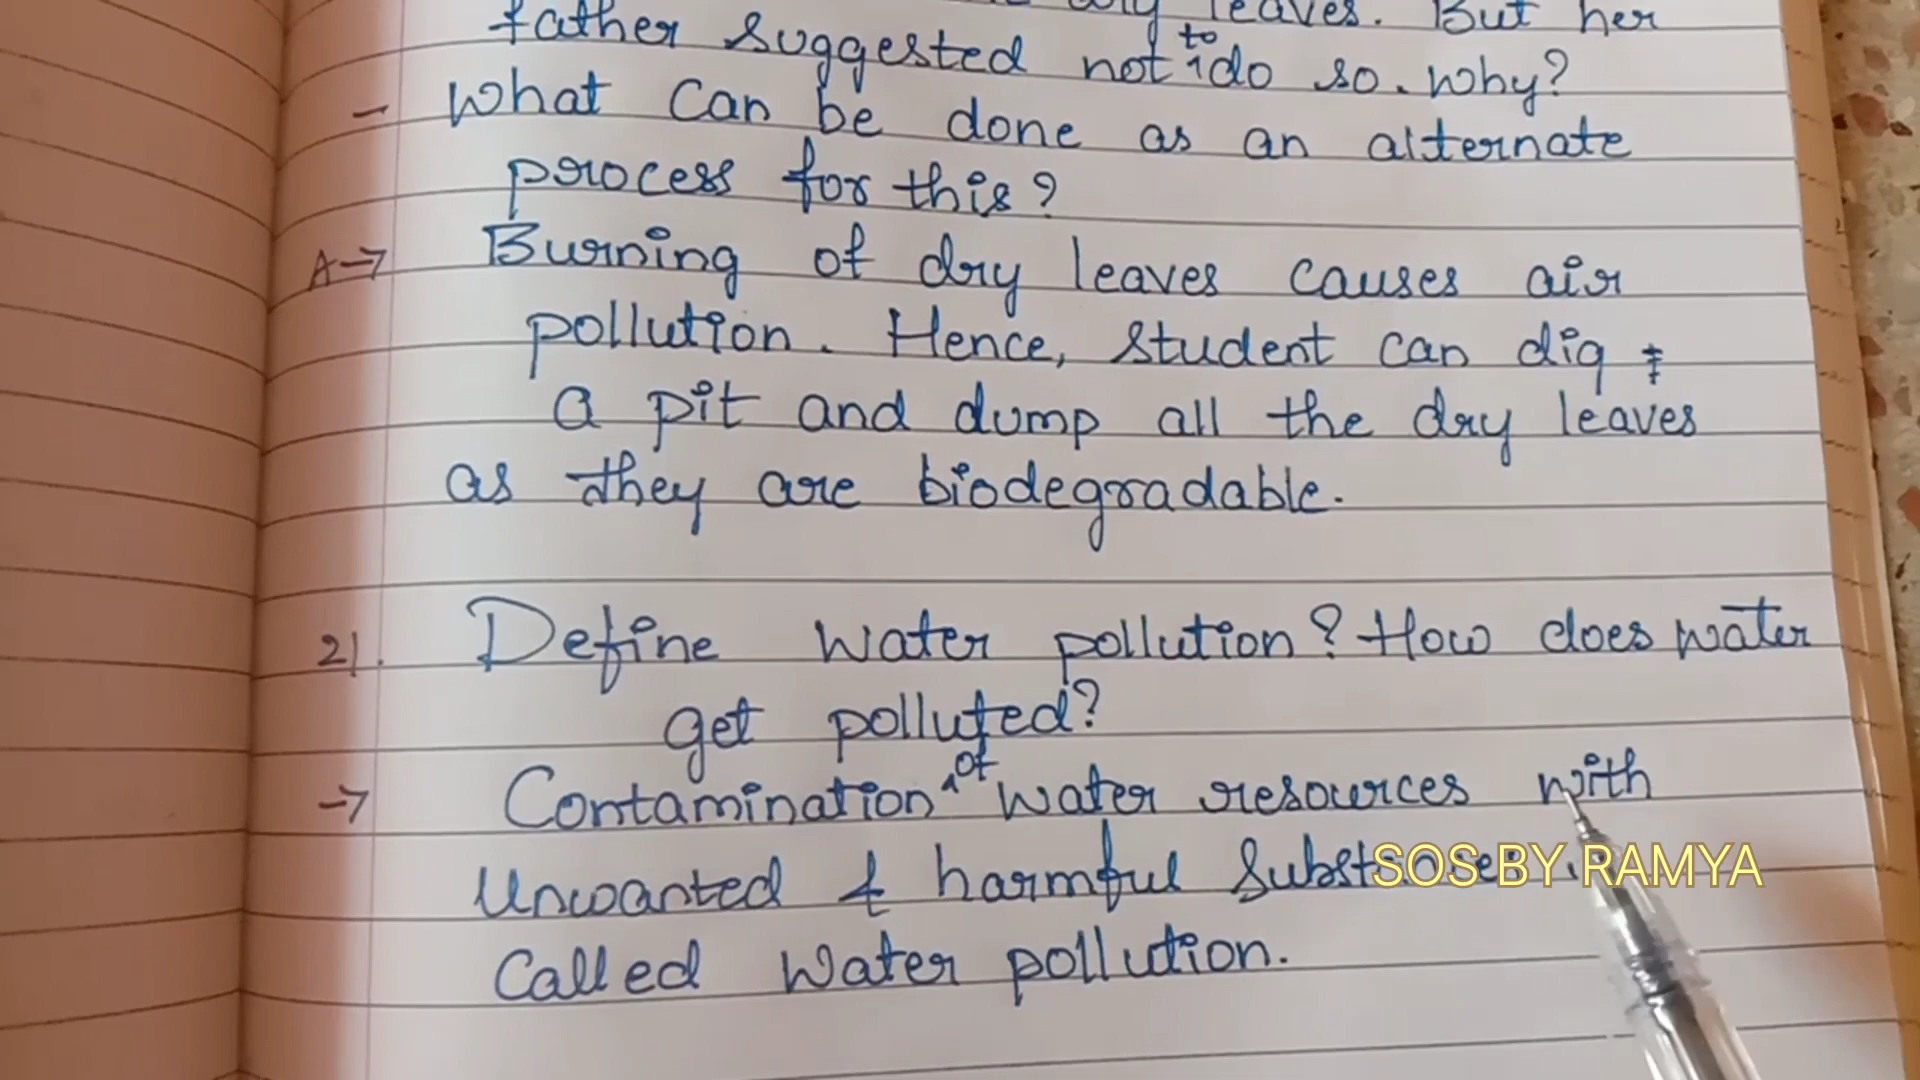 leaves. But her
father suggested not to do so. why?
- What can be done as an alternate
process for this?
A→ Burning of dry leaves causes air
pollution. Hence, student can dig
a pit and dump all the dry leaves
as they are biodegradable.
21. Define water pollution? How does water
get polluted?
→ Contamination of water resources with
Unwanted & harmful
SOS BY RAMYA
Called Water pollution.